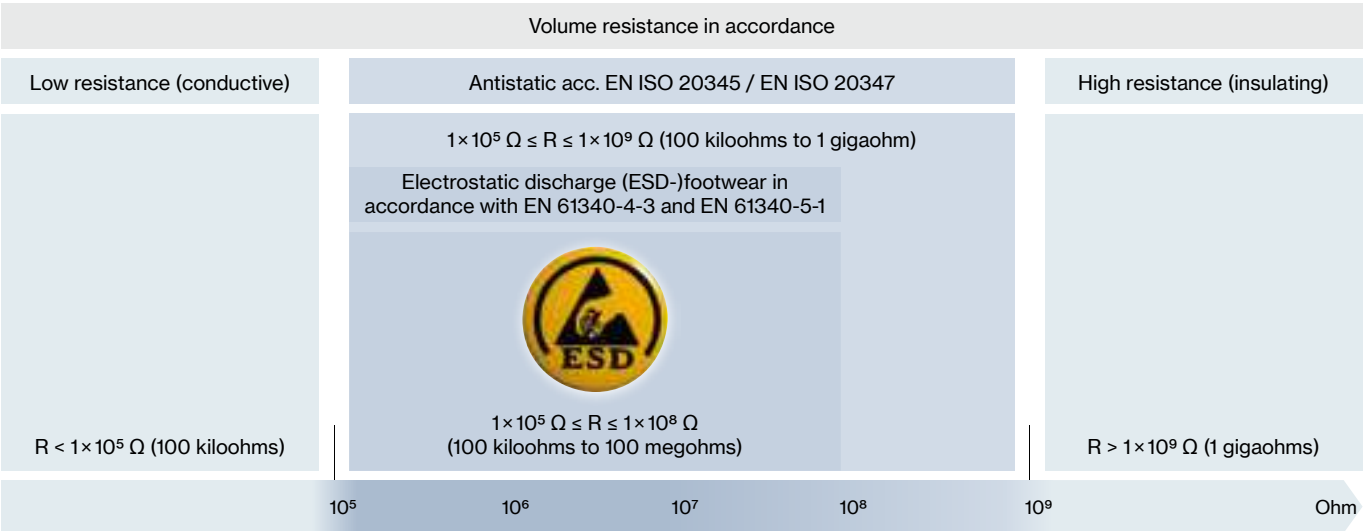 Volume resistance in accordance
Low resistance (conductive)
Antistatic acc. EN ISO 20345 / EN ISO 20347
High resistance (insulating)
1×10⁵ Ω ≤ R ≤ 1×10⁹ Ω (100 kiloohms to 1 gigaohm)
Electrostatic discharge (ESD-)footwear in
accordance with EN 61340-4-3 and EN 61340-5-1
ESD
1×10⁵ Ω ≤ R ≤ 1×10⁸ Ω
(100 kiloohms to 100 megohms)
R < 1×10⁵ Ω (100 kiloohms)
R > 1×10⁹ Ω (1 gigaohms)
10⁵ 10⁶ 10⁷ 10⁸ 10⁹ Ohm